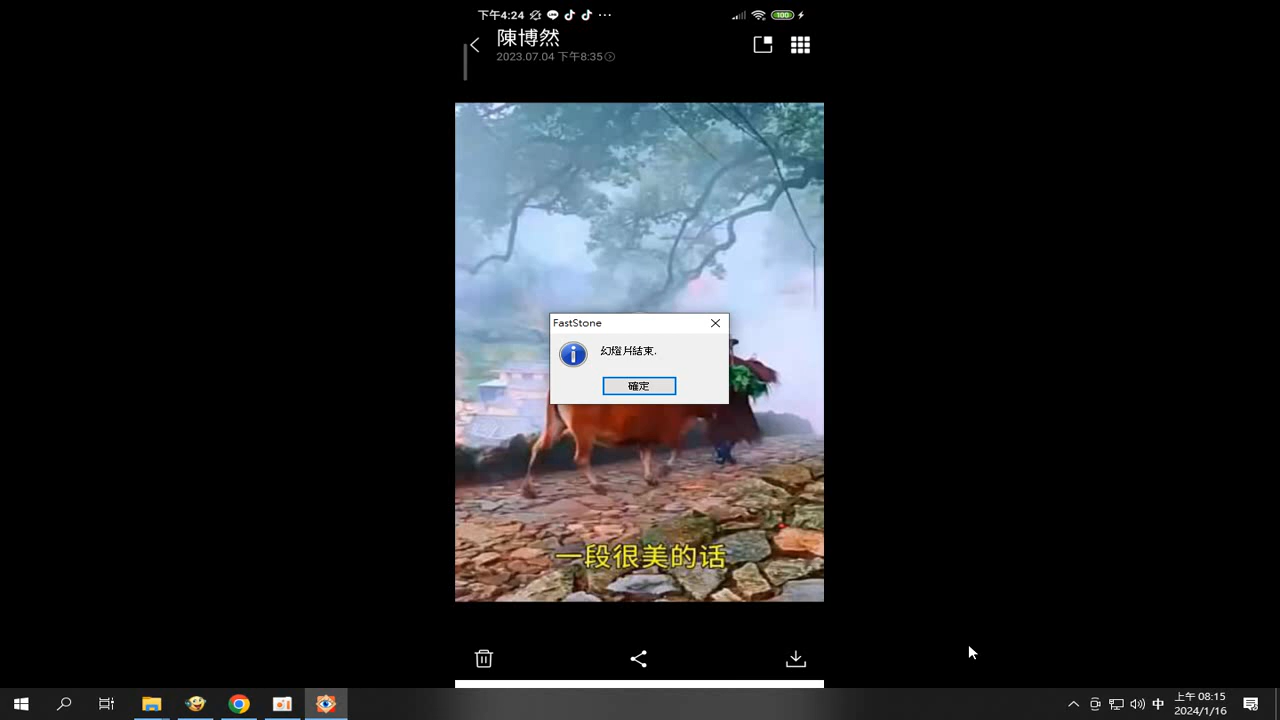 下午4:24
100
陳博然
2023.07.04 下午8:35
FastStone
幻燈片結束.
確定
一段很美的话
中
上午 08:15
2024/1/16